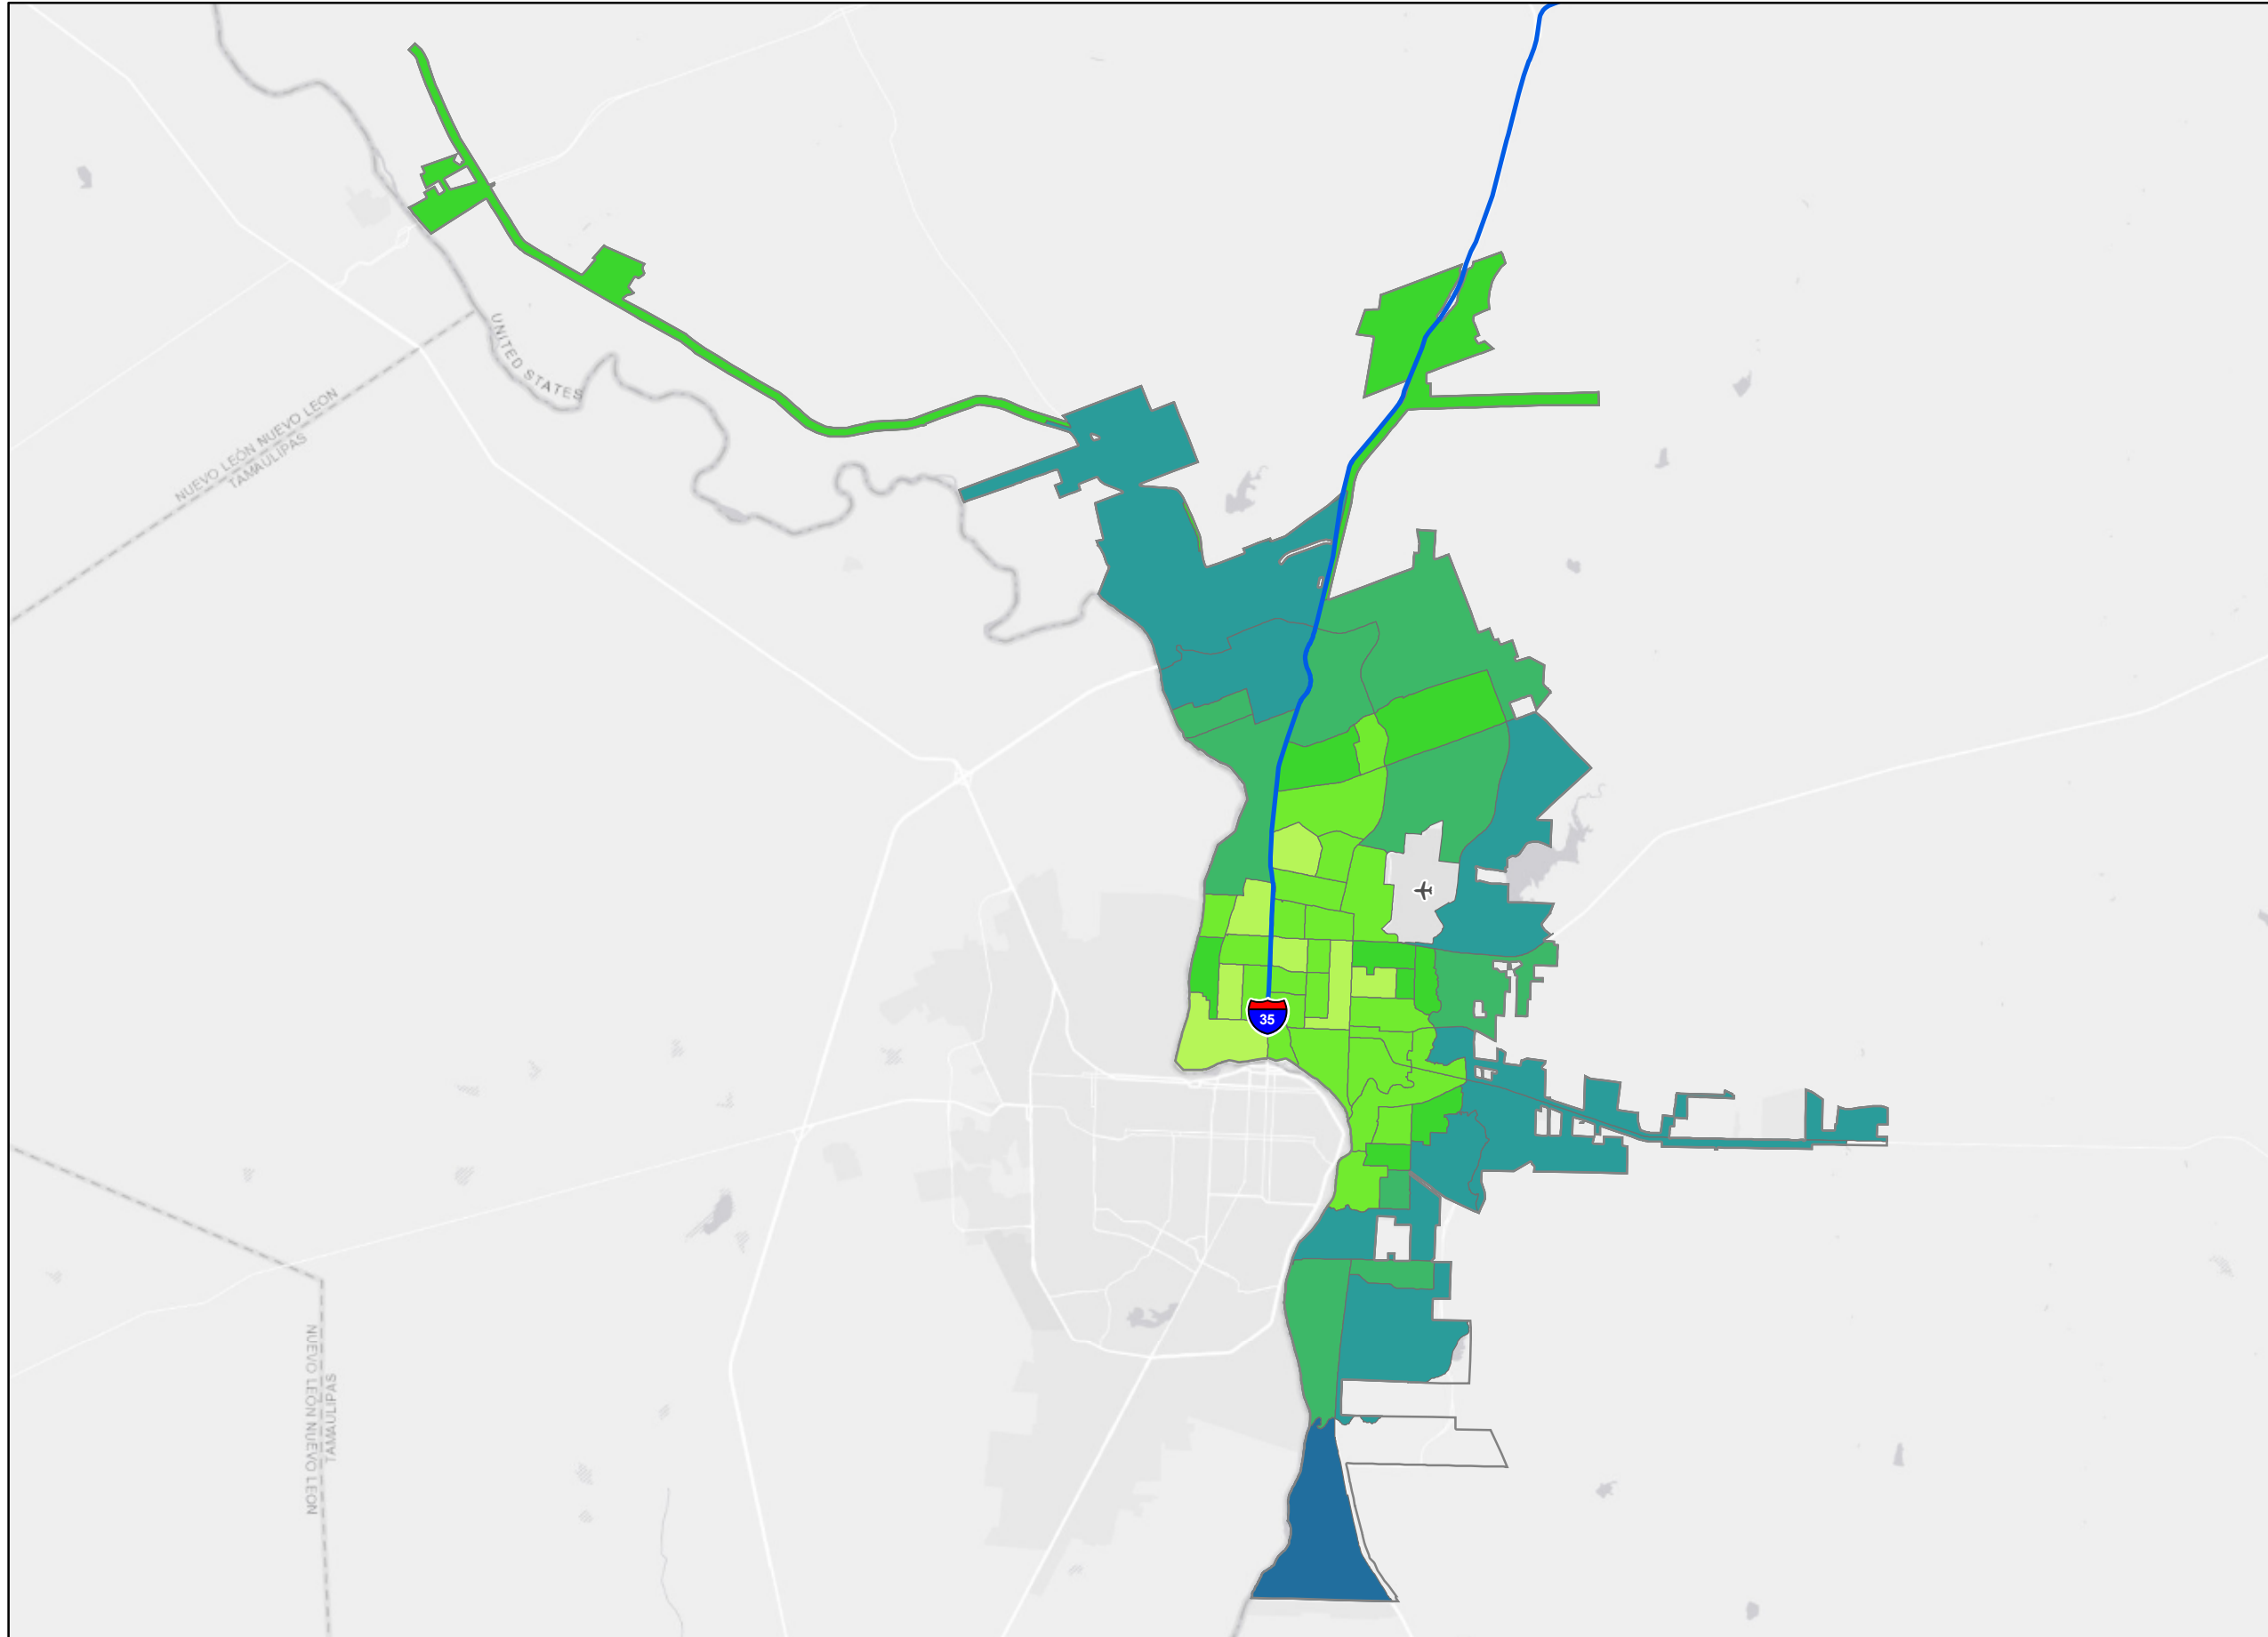 UNITED STATES
NUEVO LEÓN NUEVO LEON
TAMAULIPAS
35
NUEVO LEÓN NUEVO LEON
TAMAULIPAS